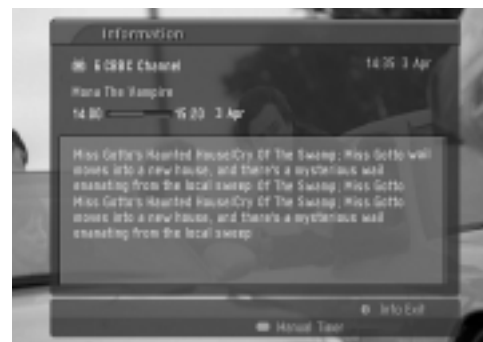 Information
6 CBBC Channel 14:35 3 Apr
Mona The Vampire
14:00 15:20 3 Apr
Miss Gotto's Haunted House/Cry Of The Swamp; Miss Gotto wail
moves into a new house, and there's a mysterious wail
emanating from the local swamp Of The Swamp; Miss Gotto
Miss Gotto's Haunted House/Cry Of The Swamp; Miss Gotto
moves into a new house, and there's a mysterious wail
emanating from the local swamp
Info Exit
Manual Timer